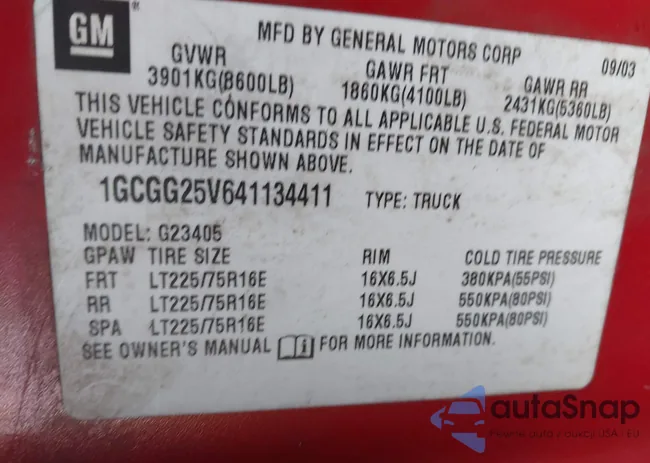 GM ®
MFD BY GENERAL MOTORS CORP 09/03
GVWR GAWR FRT GAWR RR
3901KG(8600LB) 1860KG(4100LB) 2431KG(5360LB)
THIS VEHICLE CONFORMS TO ALL APPLICABLE U.S. FEDERAL MOTOR
VEHICLE SAFETY STANDARDS IN EFFECT ON THE DATE OF
MANUFACTURE SHOWN ABOVE.
1GCGG25V641134411 TYPE: TRUCK
MODEL: G23405
GPAW TIRE SIZE RIM COLD TIRE PRESSURE
FRT LT225/75R16E 16X6.5J 380KPA(55PSI)
RR LT225/75R16E 16X6.5J 550KPA(80PSI)
SPA LT225/75R16E 16X6.5J 550KPA(80PSI)
SEE OWNER'S MANUAL FOR MORE INFORMATION.
autoSnap
auta z aukcji USA i EU